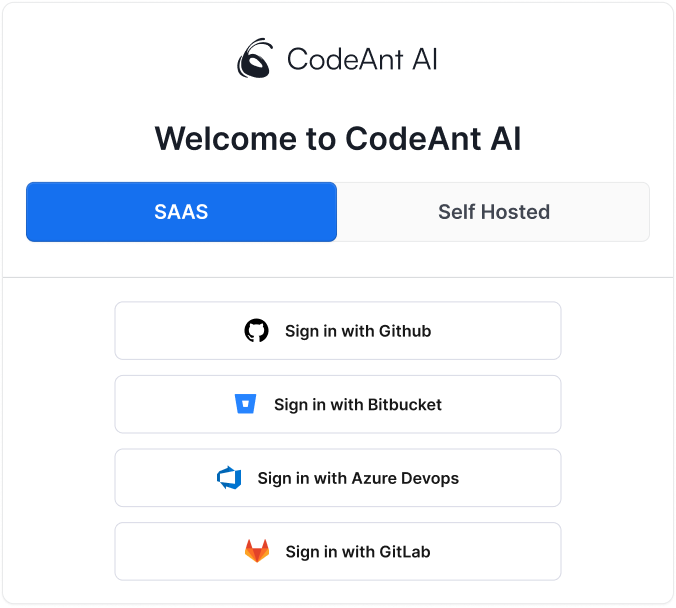 CodeAnt AI
Welcome to CodeAnt AI
SAAS
Self Hosted
Sign in with Github
Sign in with Bitbucket
Sign in with Azure Devops
Sign in with GitLab